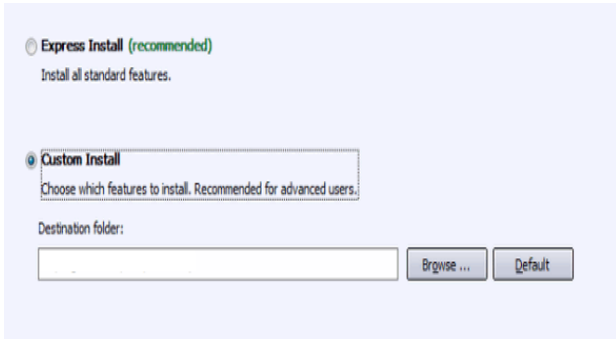 Express Install (recommended)
Install all standard features.
Custom Install
Choose which features to install. Recommended for advanced users.
Destination folder:
Browse ... Default